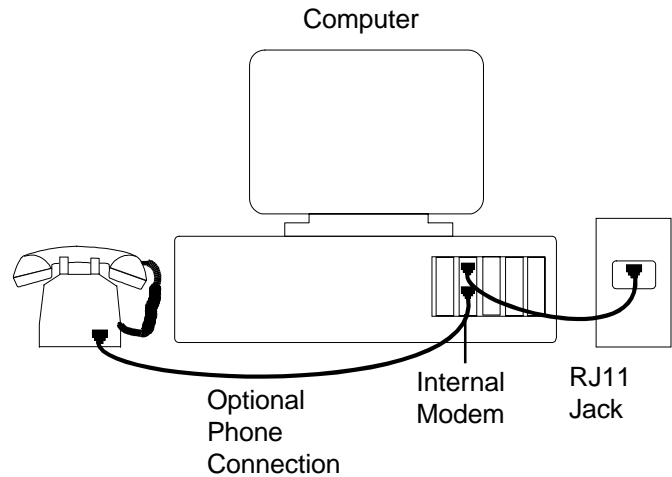 Computer
Optional
Phone
Connection
Internal
Modem
RJ11
Jack